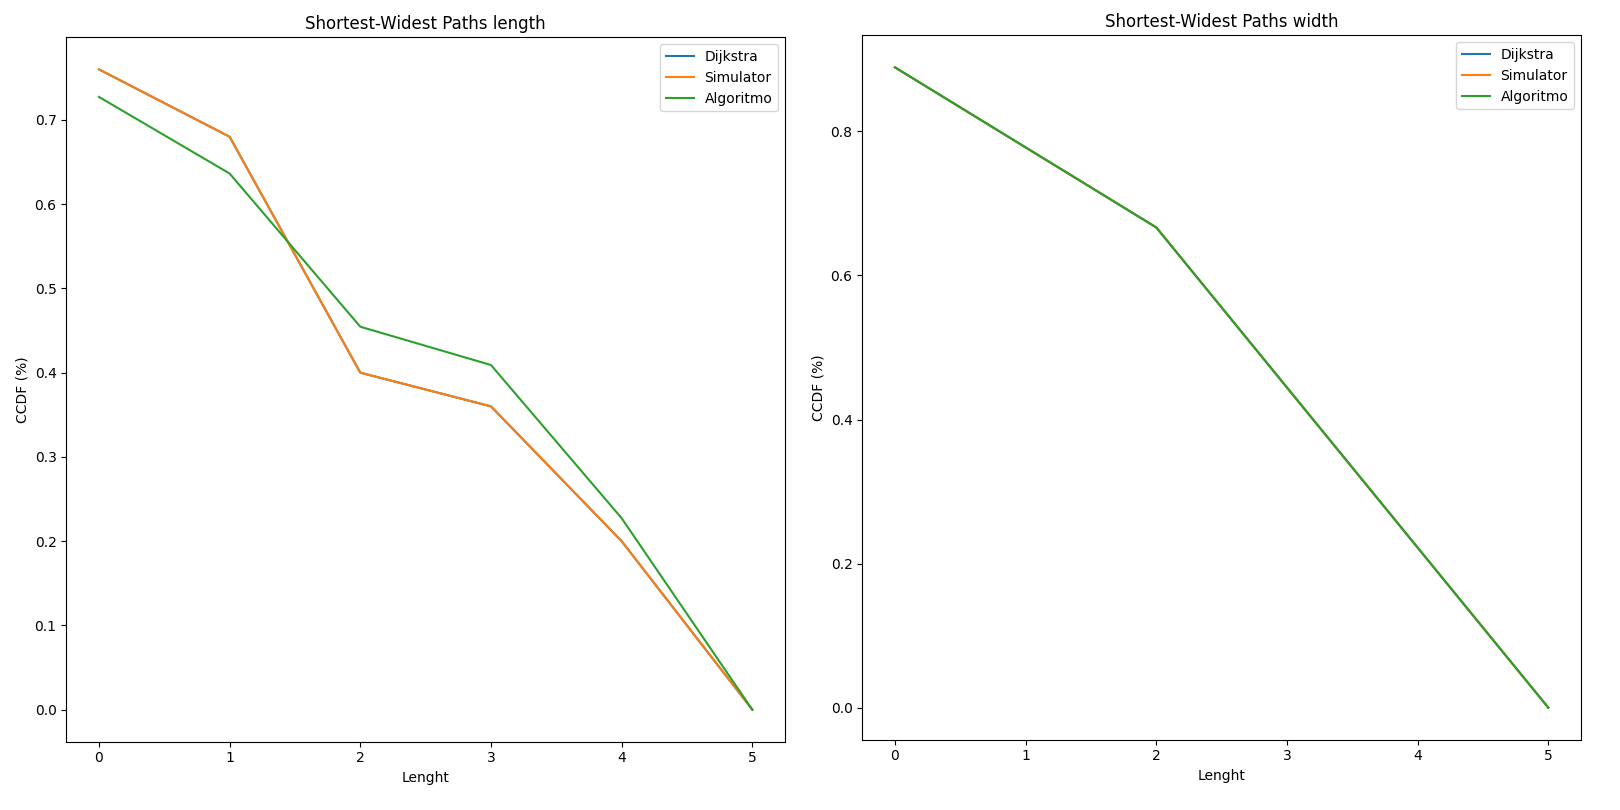 Shortest-Widest Paths length
Dijkstra
Simulator
Algoritmo
CCDF (%)
0.7
0.6
0.5
0.4
0.3
0.2
0.1
0.0
0 1 2 3 4 5
Lenght
Shortest-Widest Paths width
Dijkstra
Simulator
Algoritmo
CCDF (%)
0.8
0.6
0.4
0.2
0.0
0 1 2 3 4 5
Lenght